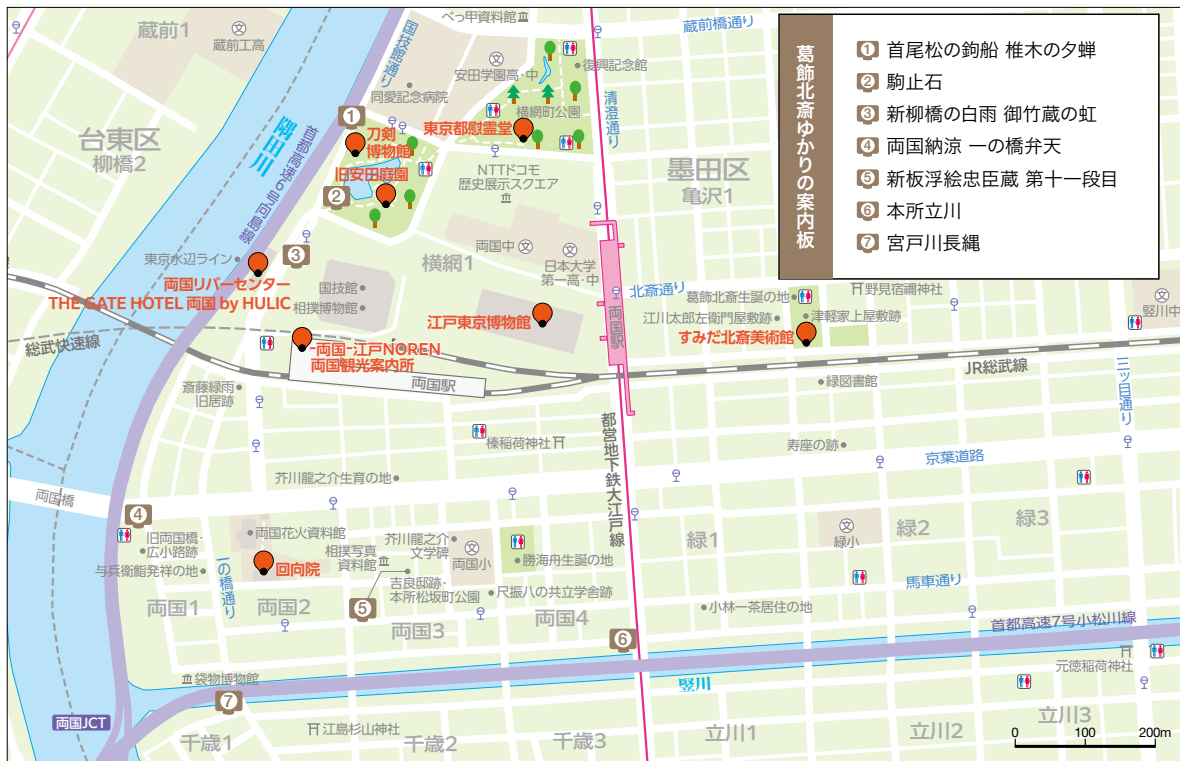 葛飾北斎ゆかりの案内板
1 首尾松の鉤船 椎木の夕蝉
2 駒止石
3 新柳橋の白雨 御竹蔵の虹
4 両国納涼 一の橋弁天
5 新板浮絵忠臣蔵 第十一段目
6 本所立川
7 宮戸川長縄
蔵前1
蔵前工高
べっ甲資料館
国技館通り
蔵前橋通り
安田学園高・中
復興記念館
同愛記念病院
横網町公園
清澄通り
台東区
柳橋2
隅田川
首都高速6号向島線
1
刀剣
博物館
東京都慰霊堂
旧安田庭園
2
NTTドコモ
歴史展示スクエア
墨田区
亀沢1
両国中
日本大学
第一高・中
横網1
東京水辺ライン
3
両国リバーセンター
THE GATE HOTEL 両国 by HULIC
国技館
相撲博物館
江戸東京博物館
北斎通り
葛飾北斎生誕の地
野見宿禰神社
江川太郎左衛門屋敷跡
津軽家上屋敷跡
すみだ北斎美術館
竪川中
両国駅
総武快速線
-両国-江戸NOREN
両国観光案内所
両国駅
JR総武線
斎藤緑雨
旧居跡
緑図書館
三ッ目通り
都営地下鉄大江戸線
榛稲荷神社
寿座の跡
京葉道路
芥川龍之介生育の地
両国橋
4
旧両国橋・
広小路跡
両国花火資料館
与兵衛鮨発祥の地
一の橋通り
回向院
相撲写真
資料館
芥川龍之介
文学碑
両国小
勝海舟生誕の地
吉良邸跡・
本所松坂町公園
尺振八の共立学舎跡
緑1
緑小
緑2
緑3
馬車通り
小林一茶居住の地
両国1
両国2
5
両国3
両国4
6
首都高速7号小松川線
元徳稲荷神社
袋物博物館
竪川
7
両国JCT
江島杉山神社
千歳1
千歳2
千歳3
立川1
立川2
立川3
0 100 200m